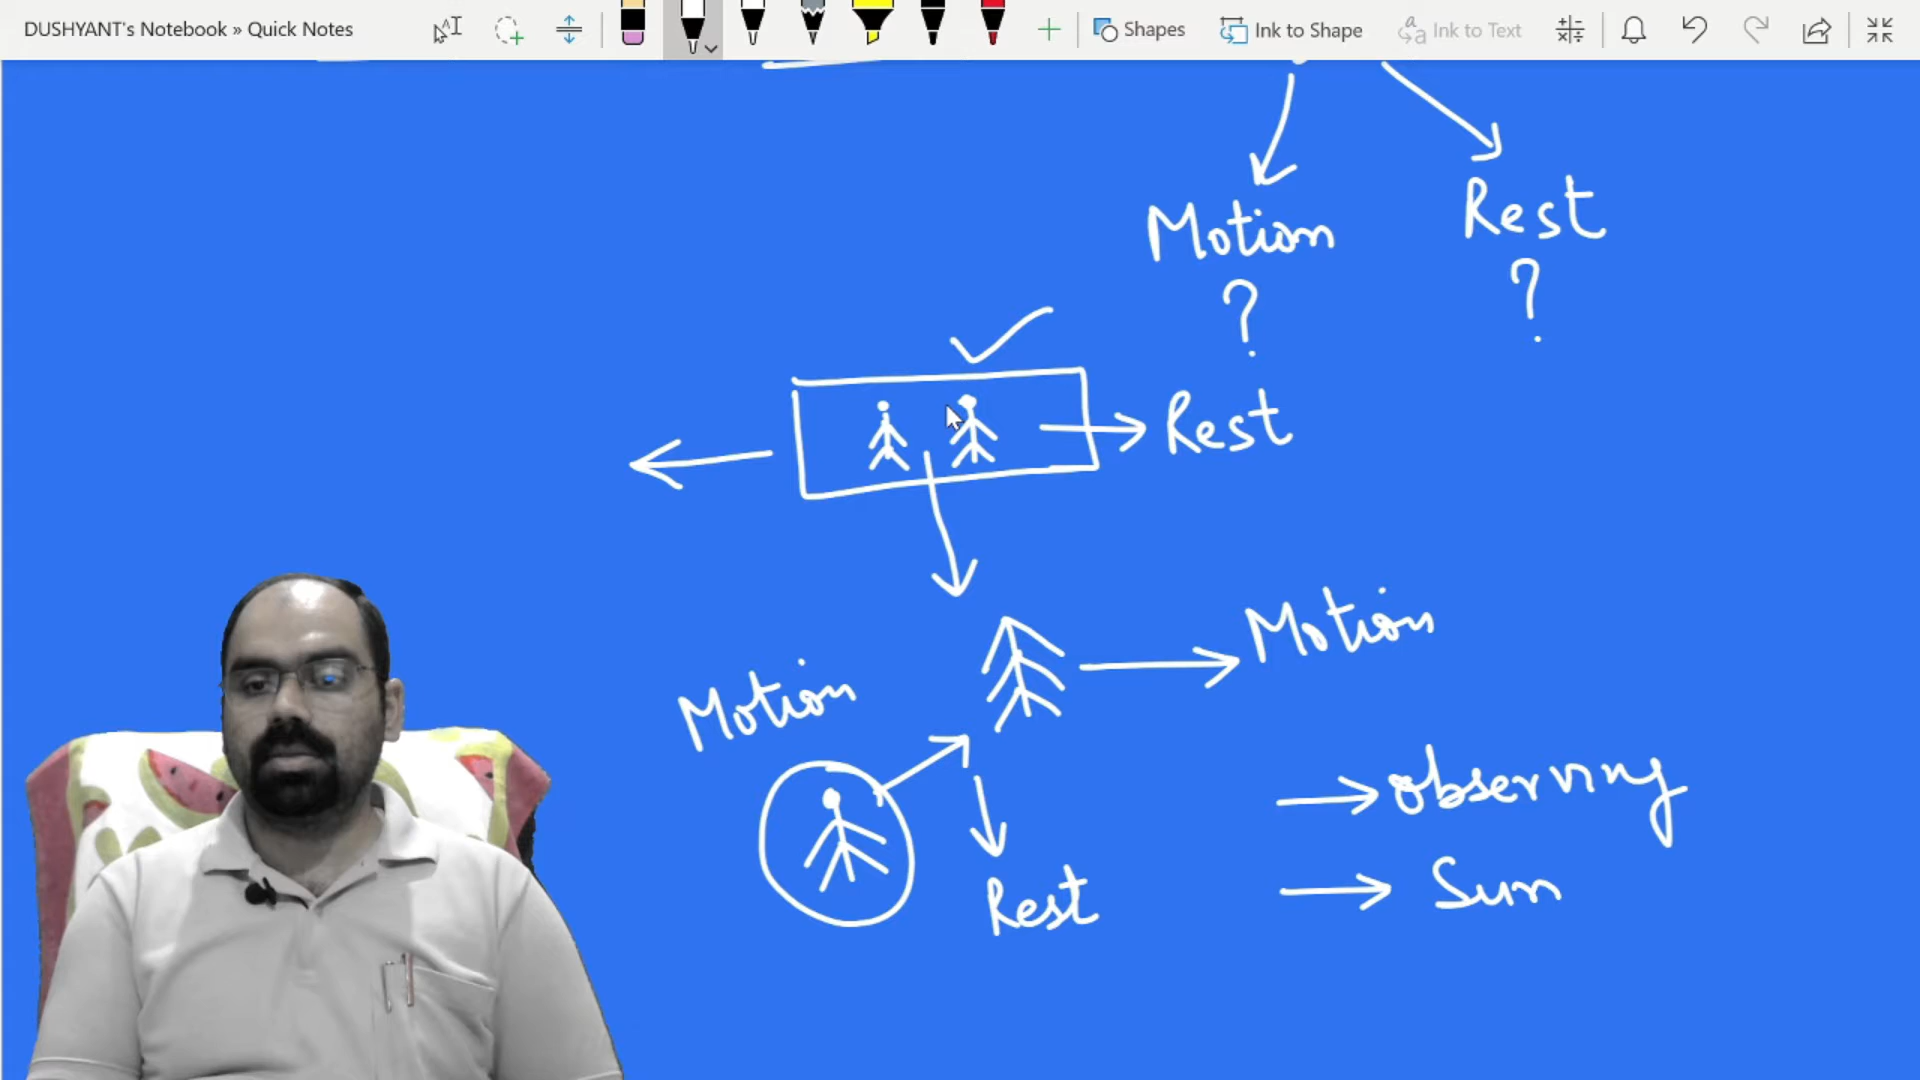 DUSHYANT's Notebook » Quick Notes
Shapes
Ink to Shape
Ink to Text
Motion
?
Rest
?
Rest
Motion
Motion
Rest
Observing
Sun